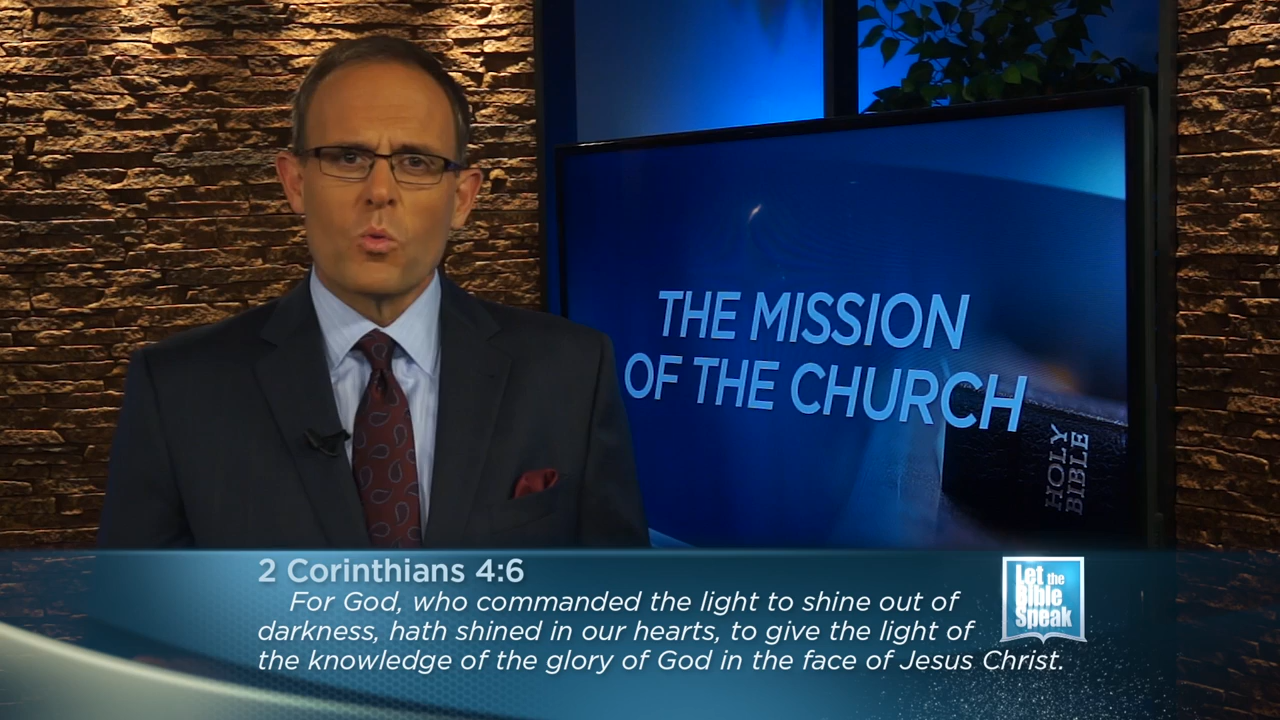 THE MISSION
OF THE CHURCH
HOLY
BIBLE
2 Corinthians 4:6
For God, who commanded the light to shine out of
darkness, hath shined in our hearts, to give the light of
the knowledge of the glory of God in the face of Jesus Christ.
Let the
Bible
Speak